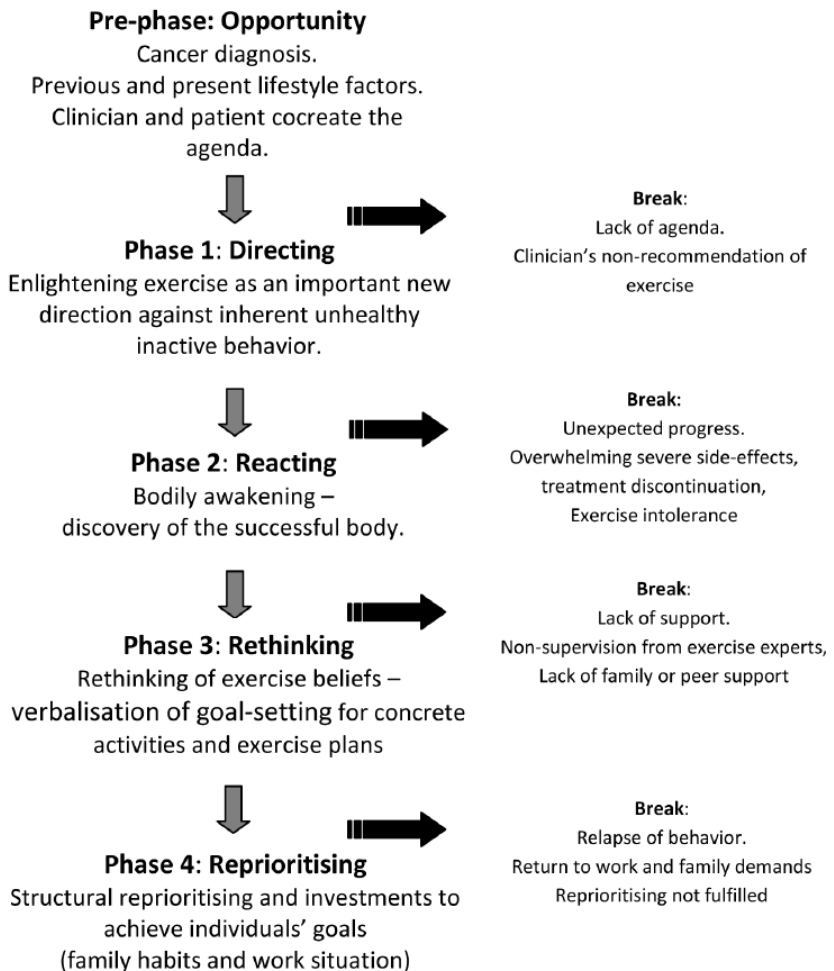 Pre-phase: Opportunity
Cancer diagnosis.
Previous and present lifestyle factors.
Clinician and patient cocreate the
agenda.
Break:
Lack of agenda.
Clinician's non-recommendation of
exercise
Phase 1: Directing
Enlightening exercise as an important new
direction against inherent unhealthy
inactive behavior.
Break:
Unexpected progress.
Overwhelming severe side-effects,
treatment discontinuation,
Exercise intolerance
Phase 2: Reacting
Bodily awakening –
discovery of the successful body.
Break:
Lack of support.
Non-supervision from exercise experts,
Lack of family or peer support
Phase 3: Rethinking
Rethinking of exercise beliefs –
verbalisation of goal-setting for concrete
activities and exercise plans
Break:
Relapse of behavior.
Return to work and family demands
Reprioritising not fulfilled
Phase 4: Reprioritising
Structural reprioritising and investments to
achieve individuals' goals
(family habits and work situation)